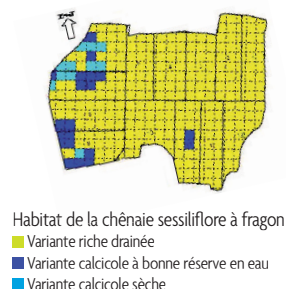 Habitat de la chênaie sessiliflore à fragon
Variante riche drainée
Variante calcicole à bonne réserve en eau
Variante calcicole sèche